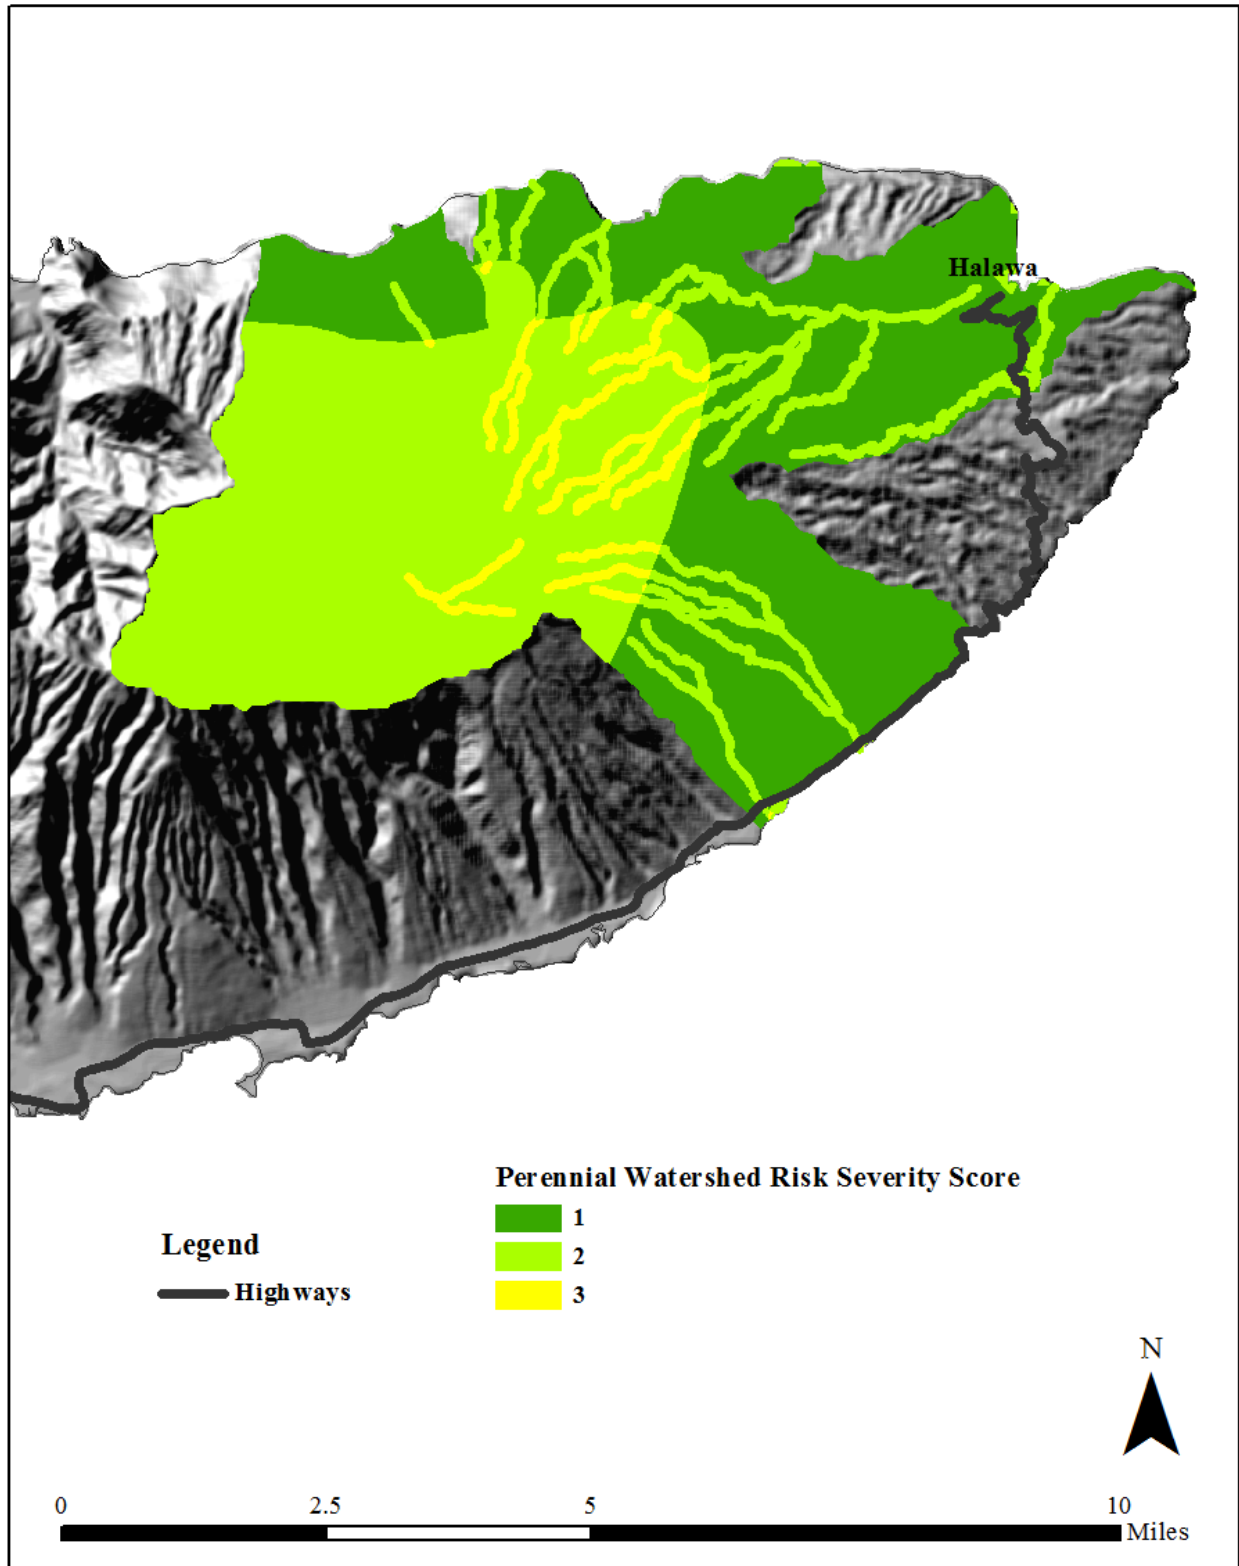 Halawa
Perennial Watershed Risk Severity Score
1
Legend
2
Highways
3
N
0 2.5 5 10
Miles